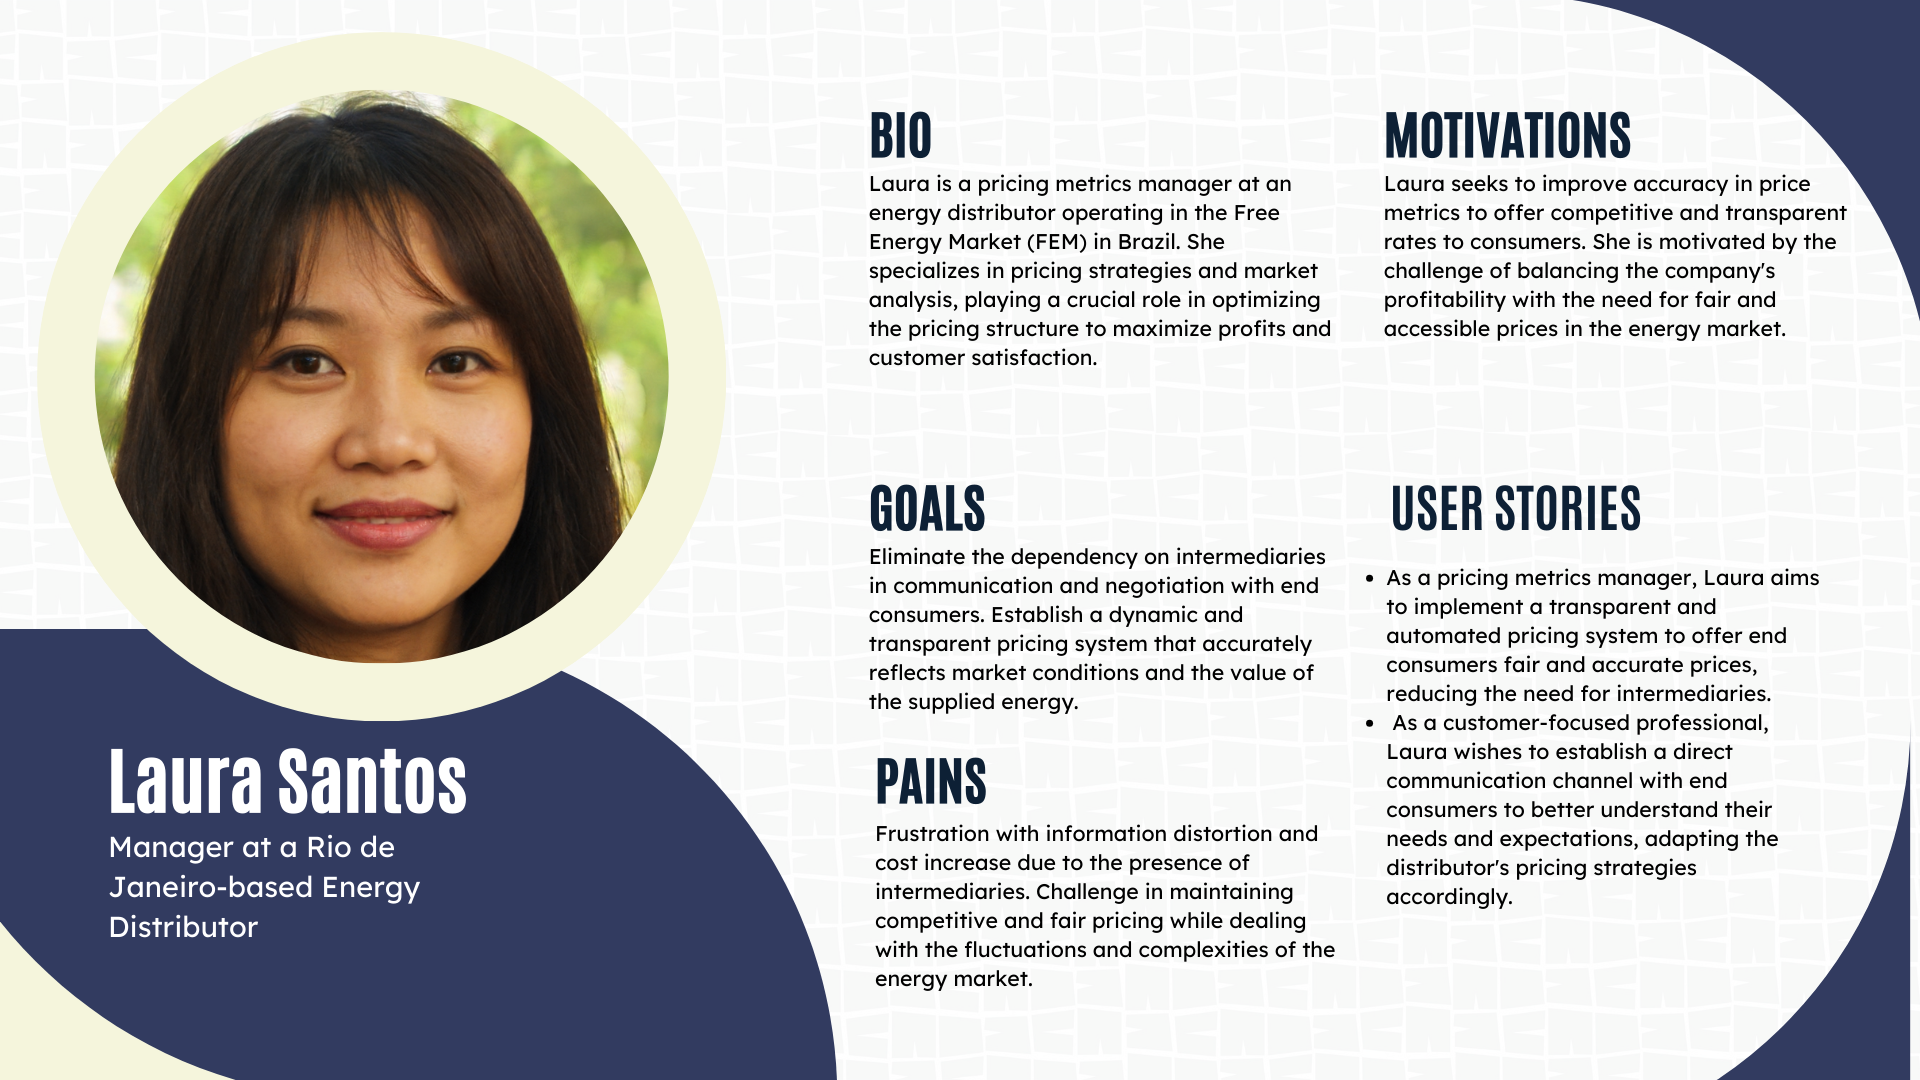 Laura Santos
Manager at a Rio de
Janeiro-based Energy
Distributor
BIO
Laura is a pricing metrics manager at an
energy distributor operating in the Free
Energy Market (FEM) in Brazil. She
specializes in pricing strategies and market
analysis, playing a crucial role in optimizing
the pricing structure to maximize profits and
customer satisfaction.
MOTIVATIONS
Laura seeks to improve accuracy in price
metrics to offer competitive and transparent
rates to consumers. She is motivated by the
challenge of balancing the company's
profitability with the need for fair and
accessible prices in the energy market.
GOALS
Eliminate the dependency on intermediaries
in communication and negotiation with end
consumers. Establish a dynamic and
transparent pricing system that accurately
reflects market conditions and the value of
the supplied energy.
PAINS
Frustration with information distortion and
cost increase due to the presence of
intermediaries. Challenge in maintaining
competitive and fair pricing while dealing
with the fluctuations and complexities of the
energy market.
USER STORIES
• As a pricing metrics manager, Laura aims
to implement a transparent and
automated pricing system to offer end
consumers fair and accurate prices,
reducing the need for intermediaries.
• As a customer-focused professional,
Laura wishes to establish a direct
communication channel with end
consumers to better understand their
needs and expectations, adapting the
distributor's pricing strategies
accordingly.